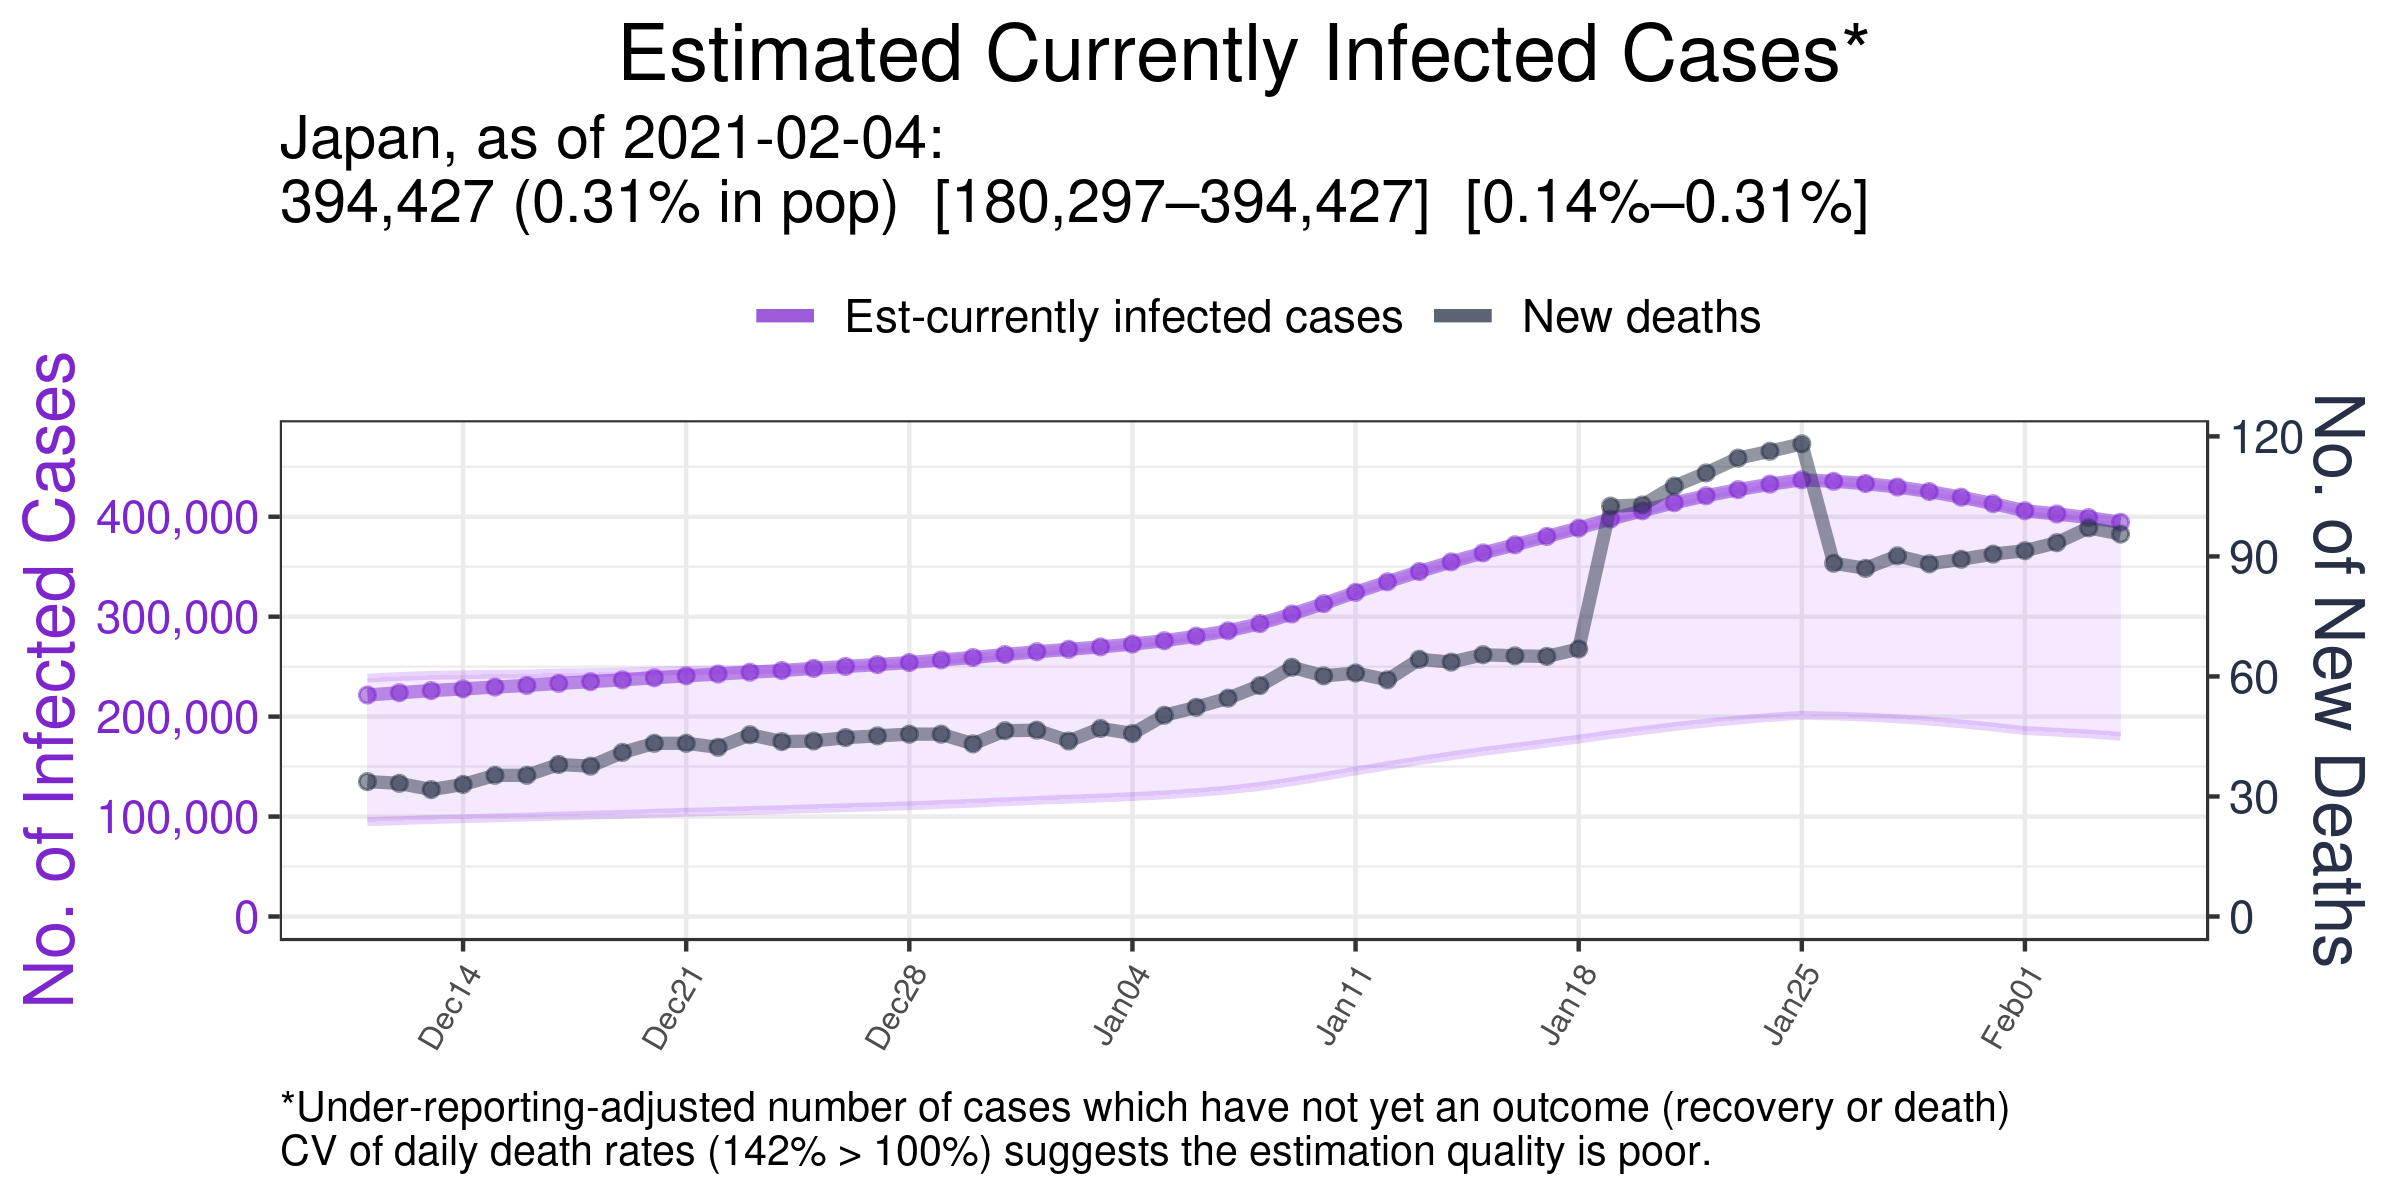 Estimated Currently Infected Cases*
Japan, as of 2021-02-04:
394,427 (0.31% in pop)  [180,297–394,427]  [0.14%–0.31%]
Est-currently infected cases
New deaths
No. of Infected Cases
400,000
300,000
200,000
100,000
0
120
90
60
30
0
No. of New Deaths
Dec14
Dec21
Dec28
Jan04
Jan11
Jan18
Jan25
Feb01
*Under-reporting-adjusted number of cases which have not yet an outcome (recovery or death)
CV of daily death rates (142% > 100%) suggests the estimation quality is poor.